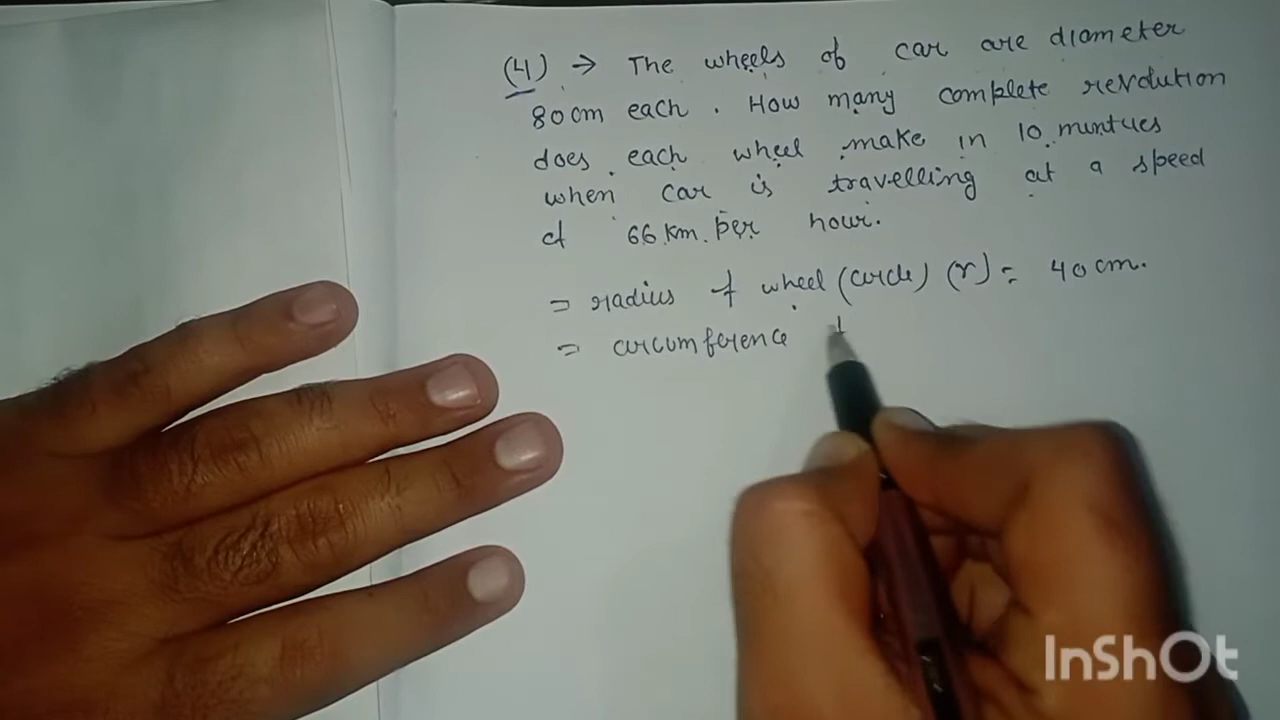 (4) → The wheels of car are diameter
80cm each. How many complete revolution
does each wheel make in 10 mintues
when car is travelling at a speed
of 66 km. per hour.
= radius of wheel (circle) (r) = 40 cm.
= circumference
InShOt